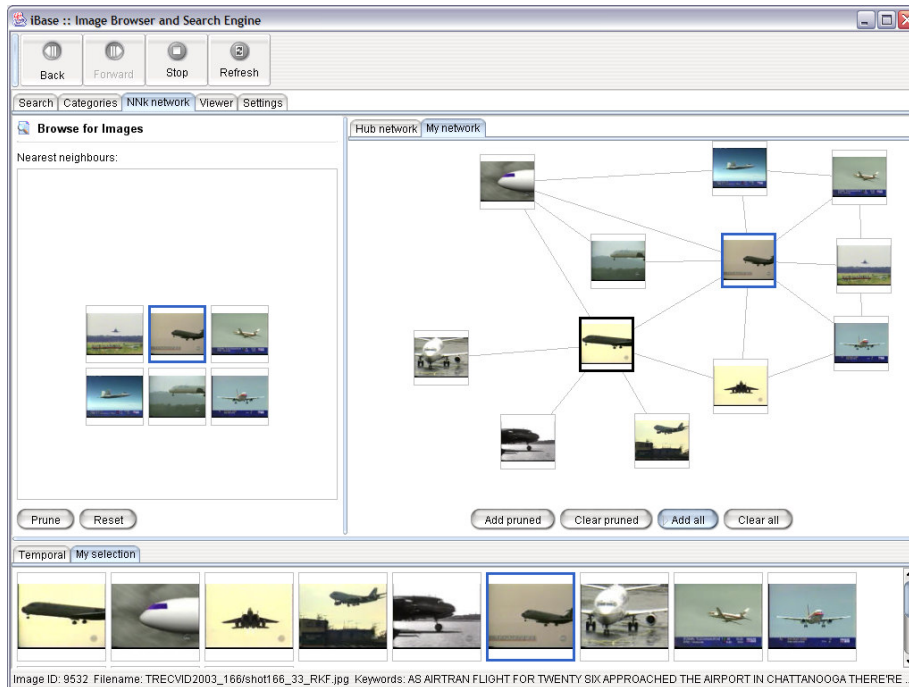 iBase :: Image Browser and Search Engine
Back Forward Stop Refresh
Search Categories NNk network Viewer Settings
Browse for Images
Hub network My network
Nearest neighbours:
Prune Reset
Add pruned Clear pruned Add all Clear all
Temporal My selection
Image ID: 9532 Filename: TRECVID2003_166/shot166_33_RKF.jpg Keywords: AS AIRTRAN FLIGHT FOR TWENTY SIX APPROACHED THE AIRPORT IN CHATTANOOGA THERE'RE ...